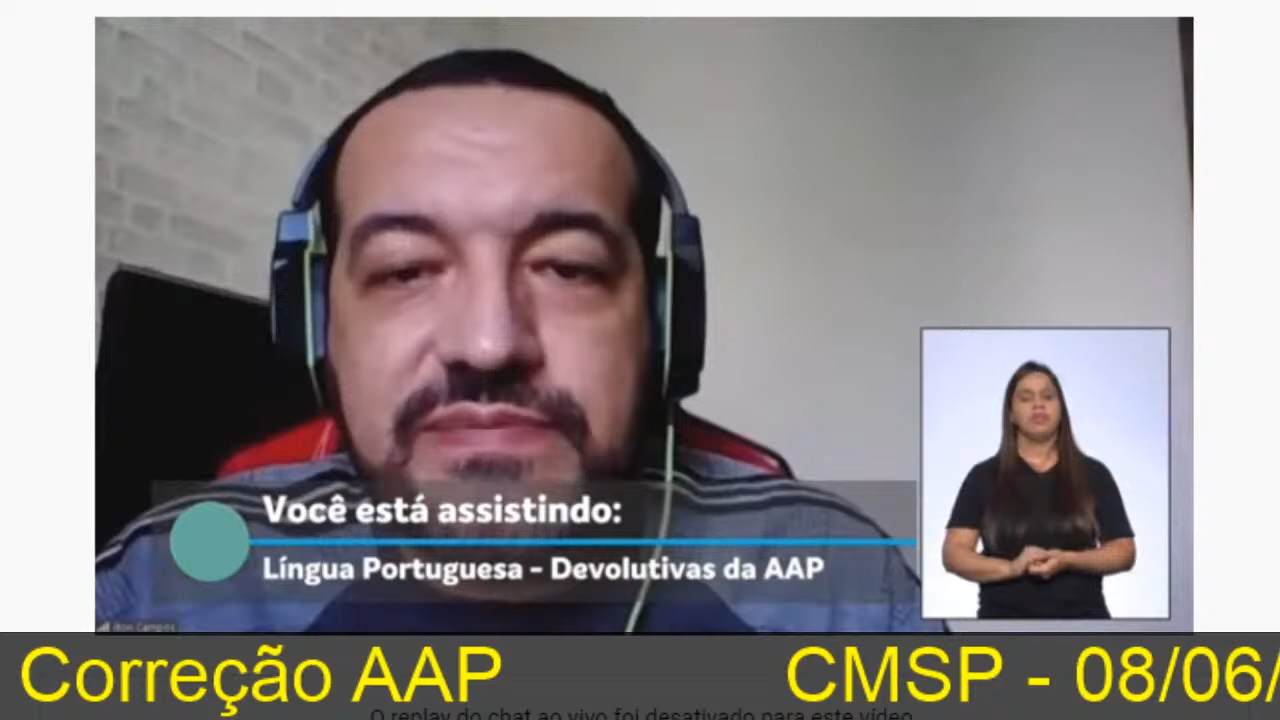 Você está assistindo:
Língua Portuguesa - Devolutivas da AAP
Correção AAP CMSP - 08/06/
O replay do chat ao vivo foi desativado para este vídeo.